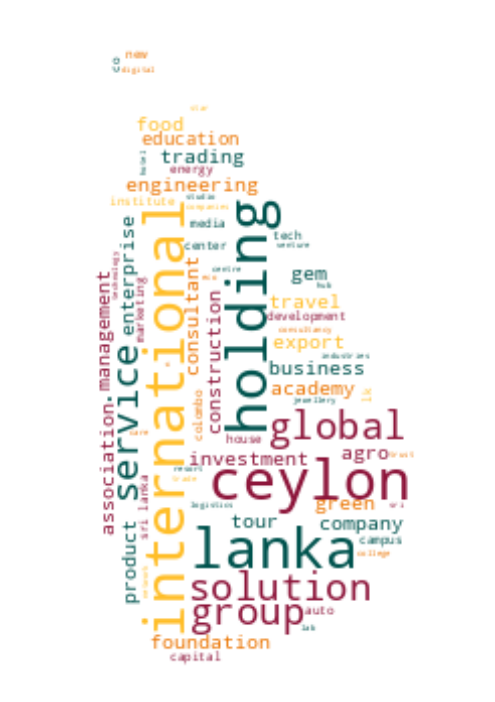 new
co
digital
star
food
education
hotel
trading
energy
engineering
studio
institute
companies
international
holding
media
enterprise
service
tech
center
venture
technology
management
marketing
consultant
centre
eco
gem
hub
construction
travel
development
consultancy
export
industries
business
academy
lk
jewellery
colombo
association
global
care
house
investment
agro
trust
resort
ceylon
trade
sri lanka
product
logistics
green
sri
tour
company
lanka
campus
college
network
solution
group
auto
lab
foundation
capital